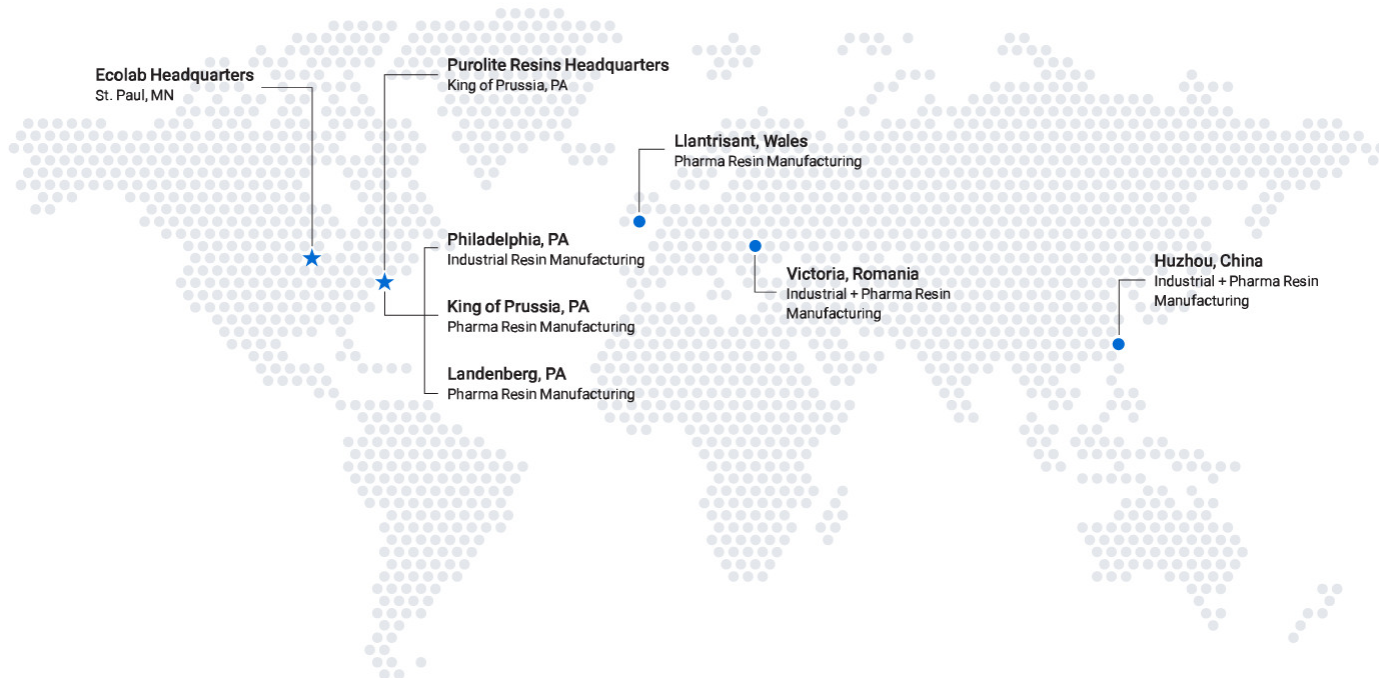 Ecolab Headquarters
St. Paul, MN
Purolite Resins Headquarters
King of Prussia, PA
Llantrisant, Wales
Pharma Resin Manufacturing
Philadelphia, PA
Industrial Resin Manufacturing
King of Prussia, PA
Pharma Resin Manufacturing
Landenberg, PA
Pharma Resin Manufacturing
Victoria, Romania
Industrial + Pharma Resin
Manufacturing
Huzhou, China
Industrial + Pharma Resin
Manufacturing